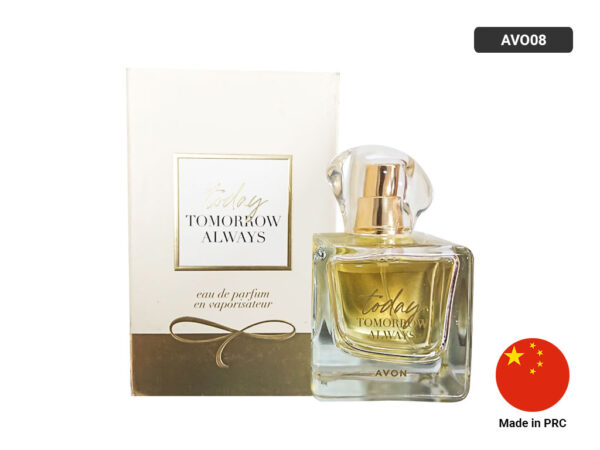 AVO08
today
TOMORROW
ALWAYS
eau de parfum
en vaporisateur
today
TOMORROW
ALWAYS
AVON
Made in PRC